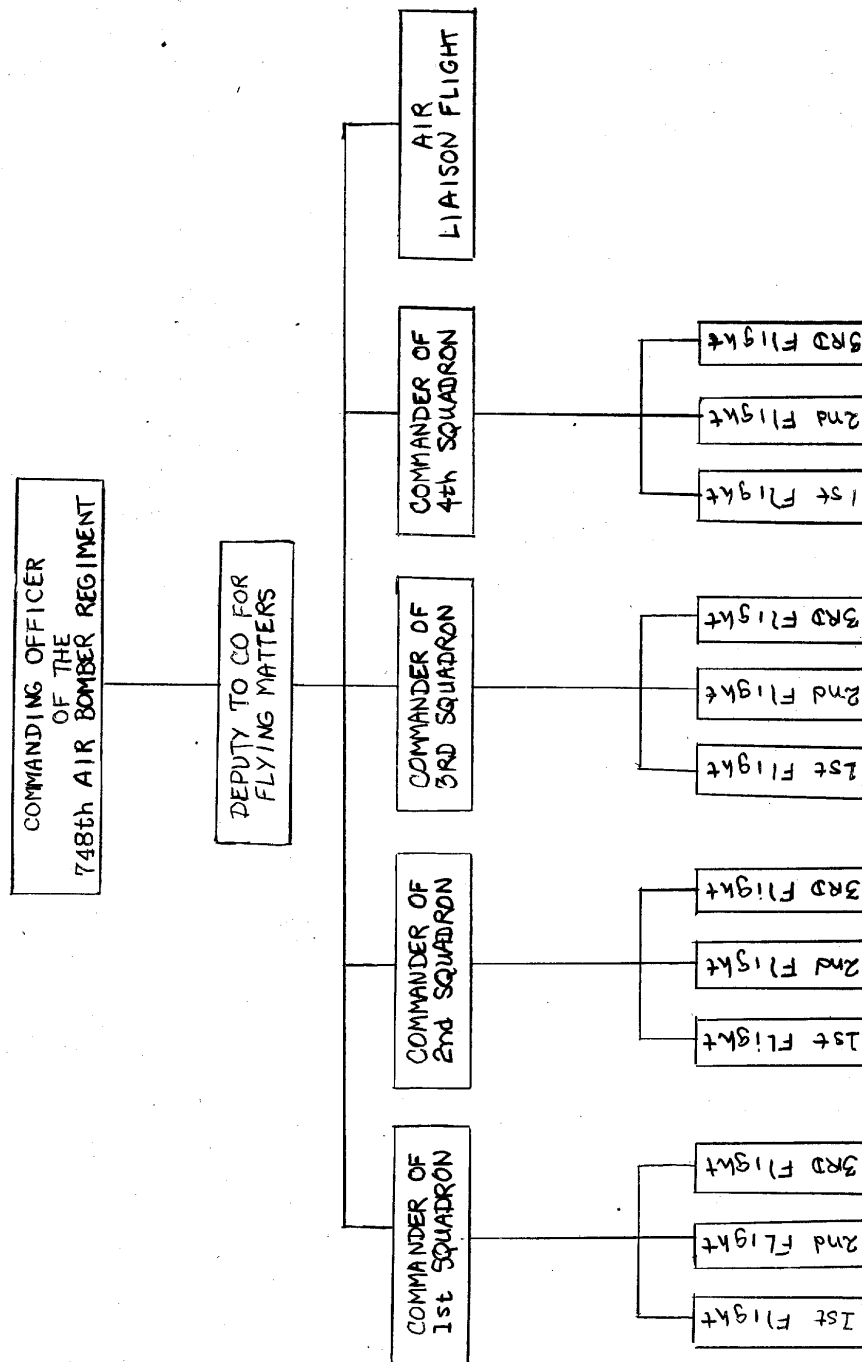 COMMANDING OFFICER
OF THE
748th AIR BOMBER REGIMENT
DEPUTY TO CO FOR
FLYING MATTERS
COMMANDER OF
1st SQUADRON
COMMANDER OF
2nd SQUADRON
COMMANDER OF
3RD SQUADRON
COMMANDER OF
4th SQUADRON
AIR
LIAISON FLIGHT
1st Flight
2nd FLight
3RD Flight
1st FLight
2nd Flight
3RD Flight
1st Flight
2nd Flight
3RD Flight
1st Flight
2nd Flight
3RD Flight